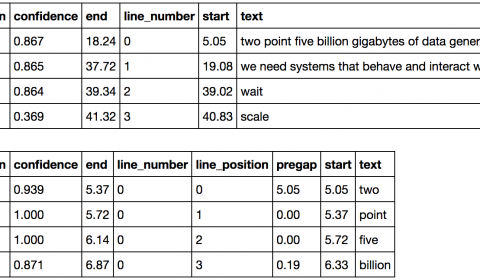 n confidence end line_number start text
0.867 18.24 0 5.05 two point five billion gigabytes of data gener
0.865 37.72 1 19.08 we need systems that behave and interact w
0.864 39.34 2 39.02 wait
0.369 41.32 3 40.83 scale
n confidence end line_number line_position pregap start text
0.939 5.37 0 0 5.05 5.05 two
1.000 5.72 0 1 0.00 5.37 point
1.000 6.14 0 2 0.00 5.72 five
0.871 6.87 0 3 0.19 6.33 billion